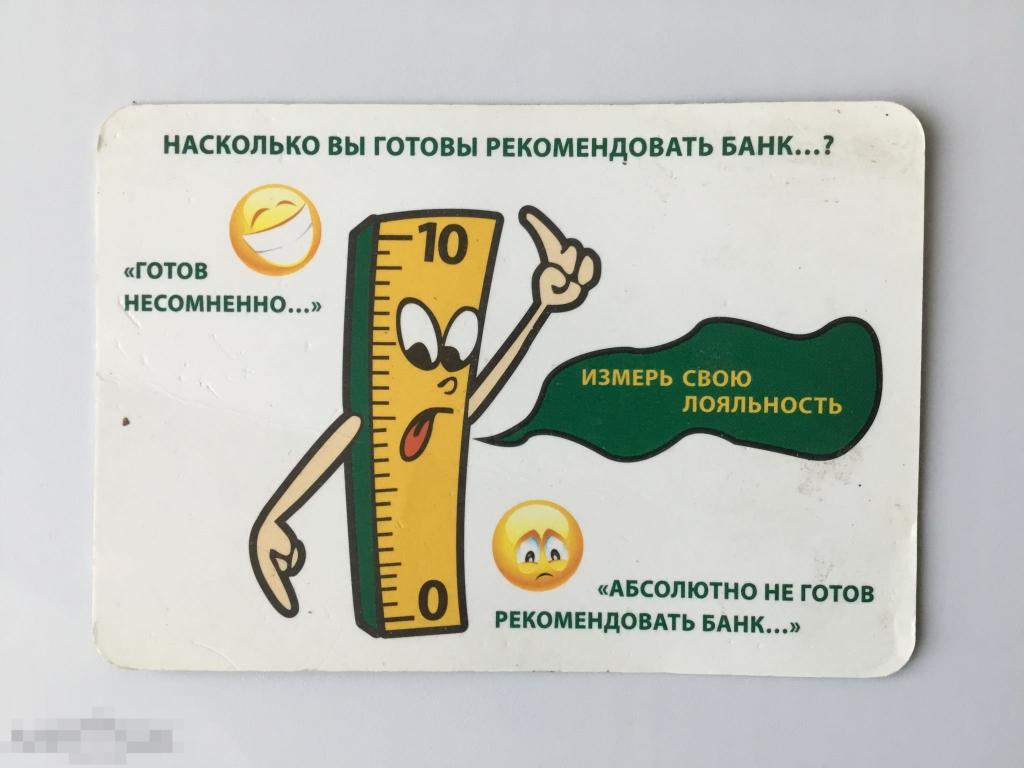 НАСКОЛЬКО ВЫ ГОТОВЫ РЕКОМЕНДОВАТЬ БАНК...?
«ГОТОВ
НЕСОМНЕННО...»
10
ИЗМЕРЬ СВОЮ
ЛОЯЛЬНОСТЬ
0
«АБСОЛЮТНО НЕ ГОТОВ
РЕКОМЕНДОВАТЬ БАНК...»